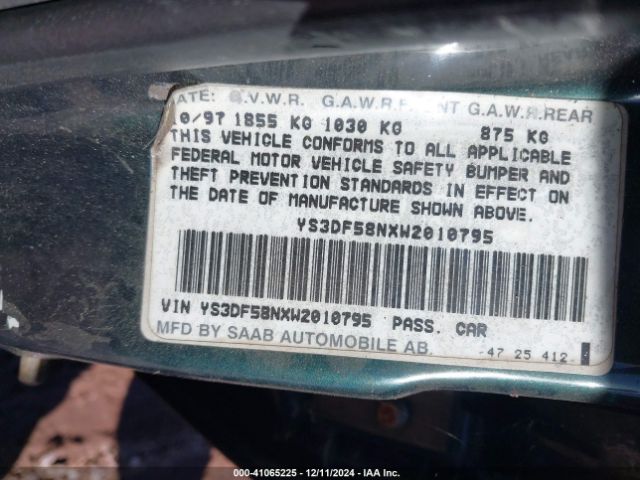 G.V.W.R. G.A.W.R. G.A.W.R.REAR
0/97 1855 KG 1030 KG 875 KG
THIS VEHICLE CONFORMS TO ALL APPLICABLE
FEDERAL MOTOR VEHICLE SAFETY BUMPER AND
THEFT PREVENTION STANDARDS IN EFFECT ON
THE DATE OF MANUFACTURE SHOWN ABOVE.
YS3DF58NXW2010795
VIN YS3DF58NXW2010795 PASS. CAR
MFD BY SAAB AUTOMOBILE AB. 47 25 412
000-41065225 - 12/11/2024 - IAA Inc.